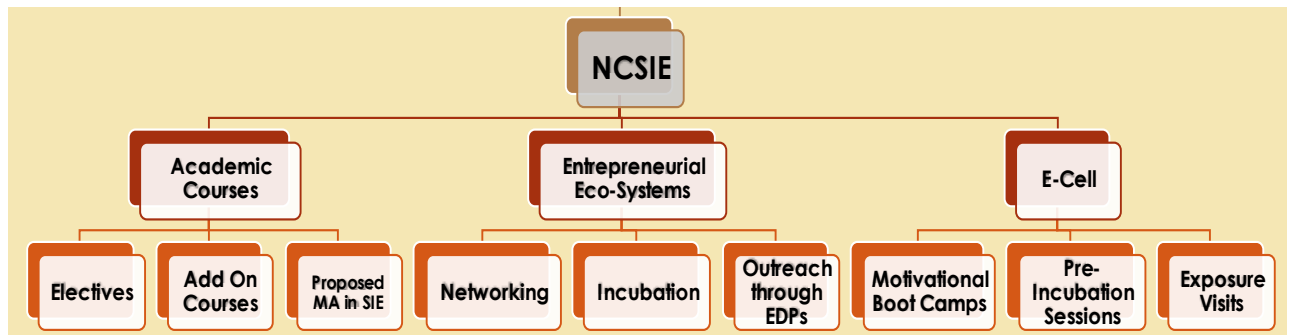 NCSIE
Academic
Courses
Entrepreneurial
Eco-Systems
E-Cell
Electives
Add On
Courses
Proposed
MA in SIE
Networking
Incubation
Outreach
through
EDPs
Motivational
Boot Camps
Pre-
Incubation
Sessions
Exposure
Visits